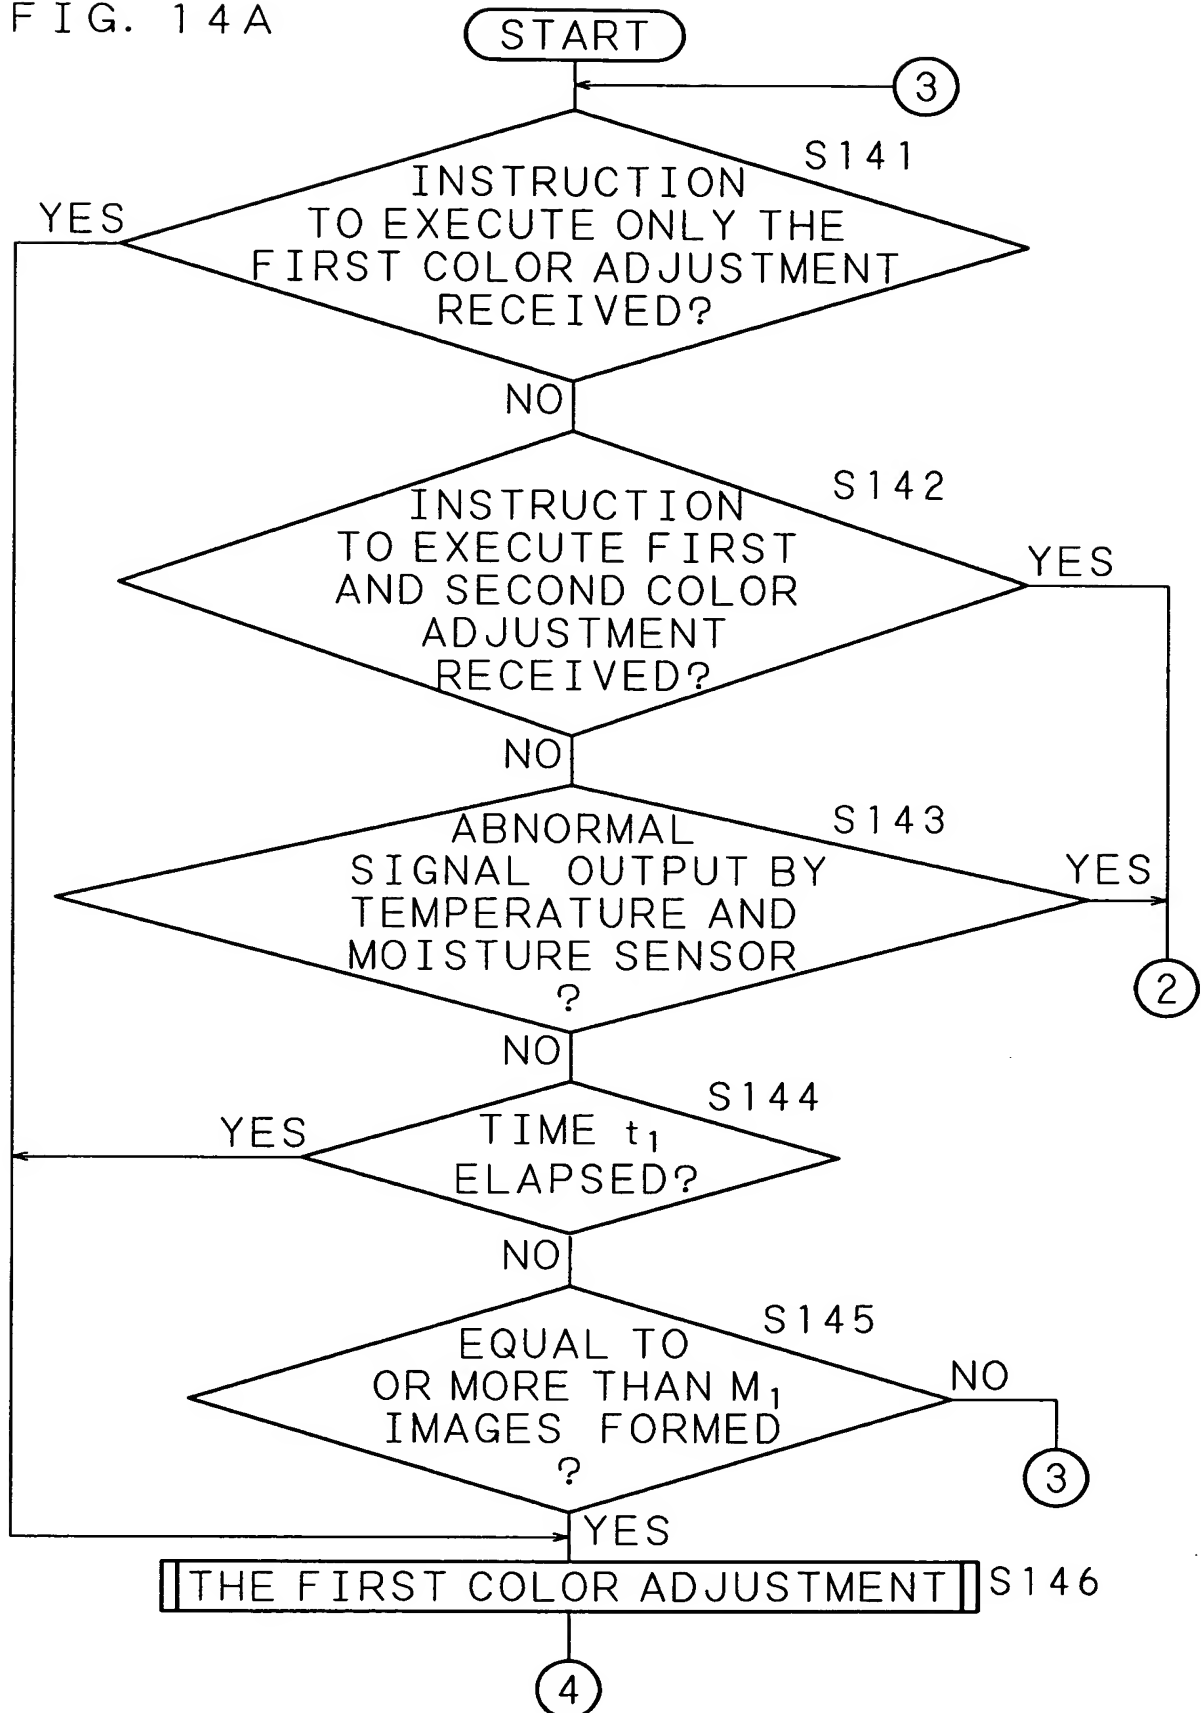 FIG. 14A
START
3
S141
INSTRUCTION
TO EXECUTE ONLY THE
FIRST COLOR ADJUSTMENT
RECEIVED?
YES
NO
S142
INSTRUCTION
TO EXECUTE FIRST
AND SECOND COLOR
ADJUSTMENT
RECEIVED?
YES
NO
S143
ABNORMAL
SIGNAL OUTPUT BY
TEMPERATURE AND
MOISTURE SENSOR
?
YES
2
NO
S144
TIME t₁
ELAPSED?
YES
NO
S145
EQUAL TO
OR MORE THAN M₁
IMAGES FORMED
?
NO
3
YES
THE FIRST COLOR ADJUSTMENT
S146
4